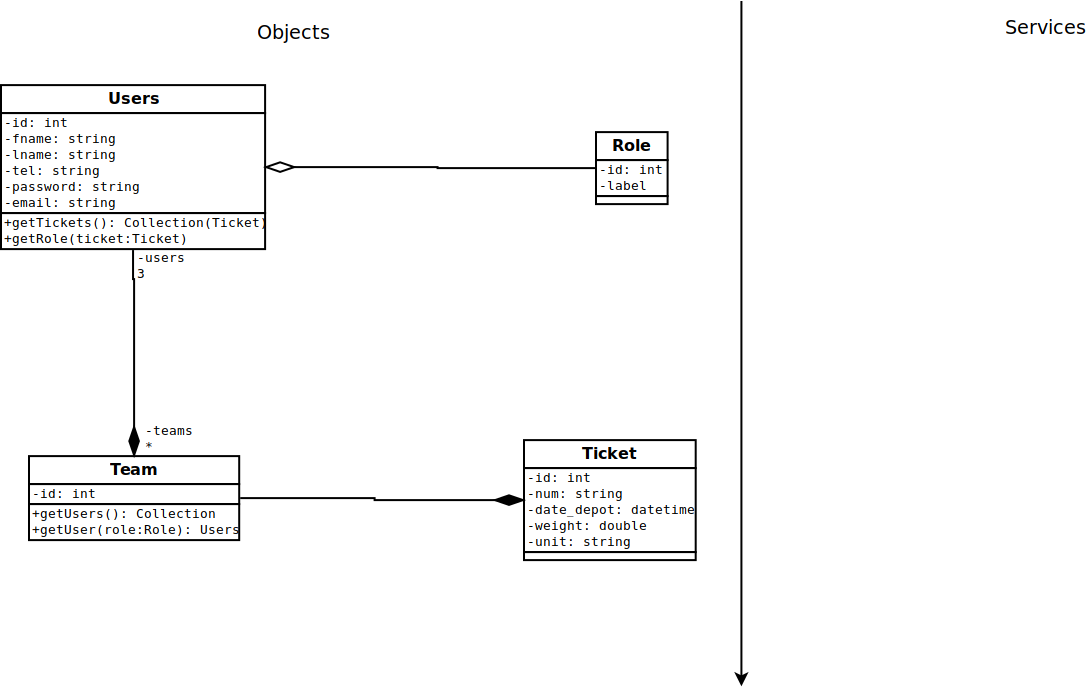 Objects
Services
Users
-id: int
-fname: string
-lname: string
-tel: string
-password: string
-email: string
+getTickets(): Collection(Ticket)
+getRole(ticket:Ticket)
Role
-id: int
-label
-users
3
-teams
*
Team
-id: int
+getUsers(): Collection
+getUser(role:Role): Users
Ticket
-id: int
-num: string
-date_depot: datetime
-weight: double
-unit: string